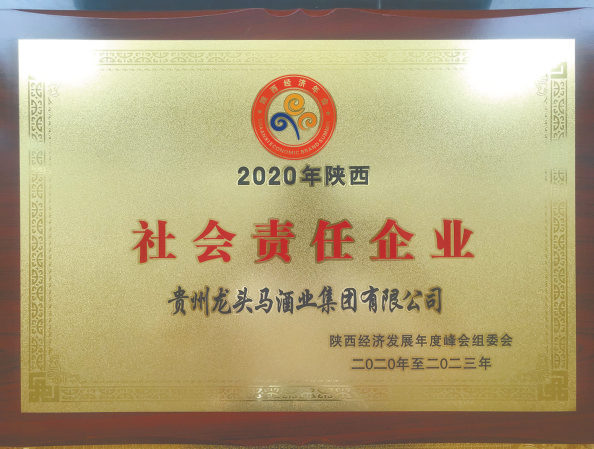 陕西经济年会
2020年陕西
社会责任企业
贵州龙头马酒业集团有限公司
陕西经济发展年度峰会组委会
二〇二〇年至二〇二三年